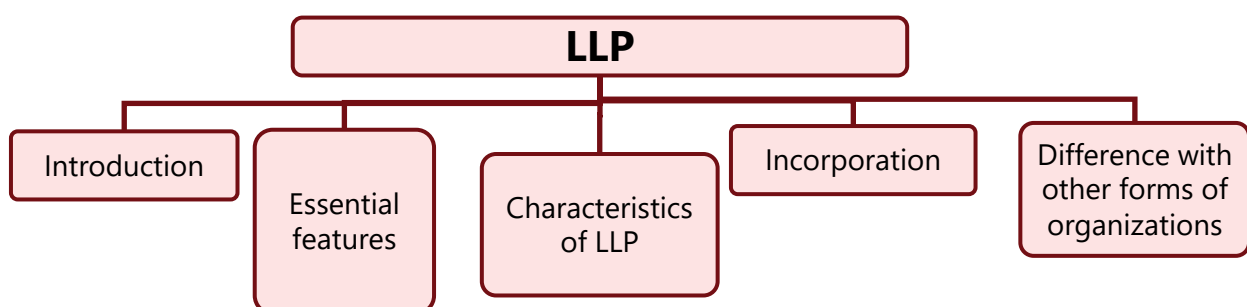 LLP
Introduction
Essential
features
Characteristics
of LLP
Incorporation
Difference with
other forms of
organizations